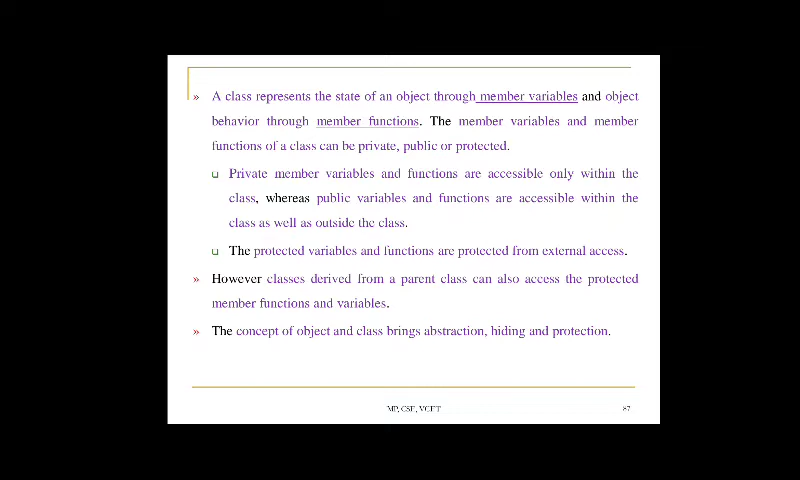 » A class represents the state of an object through member variables and object
behavior through member functions. The member variables and member
functions of a class can be private, public or protected.
❑ Private member variables and functions are accessible only within the
class, whereas public variables and functions are accessible within the
class as well as outside the class.
❑ The protected variables and functions are protected from external access.
» However classes derived from a parent class can also access the protected
member functions and variables.
» The concept of object and class brings abstraction, hiding and protection.
MP, CSE, VCET 87